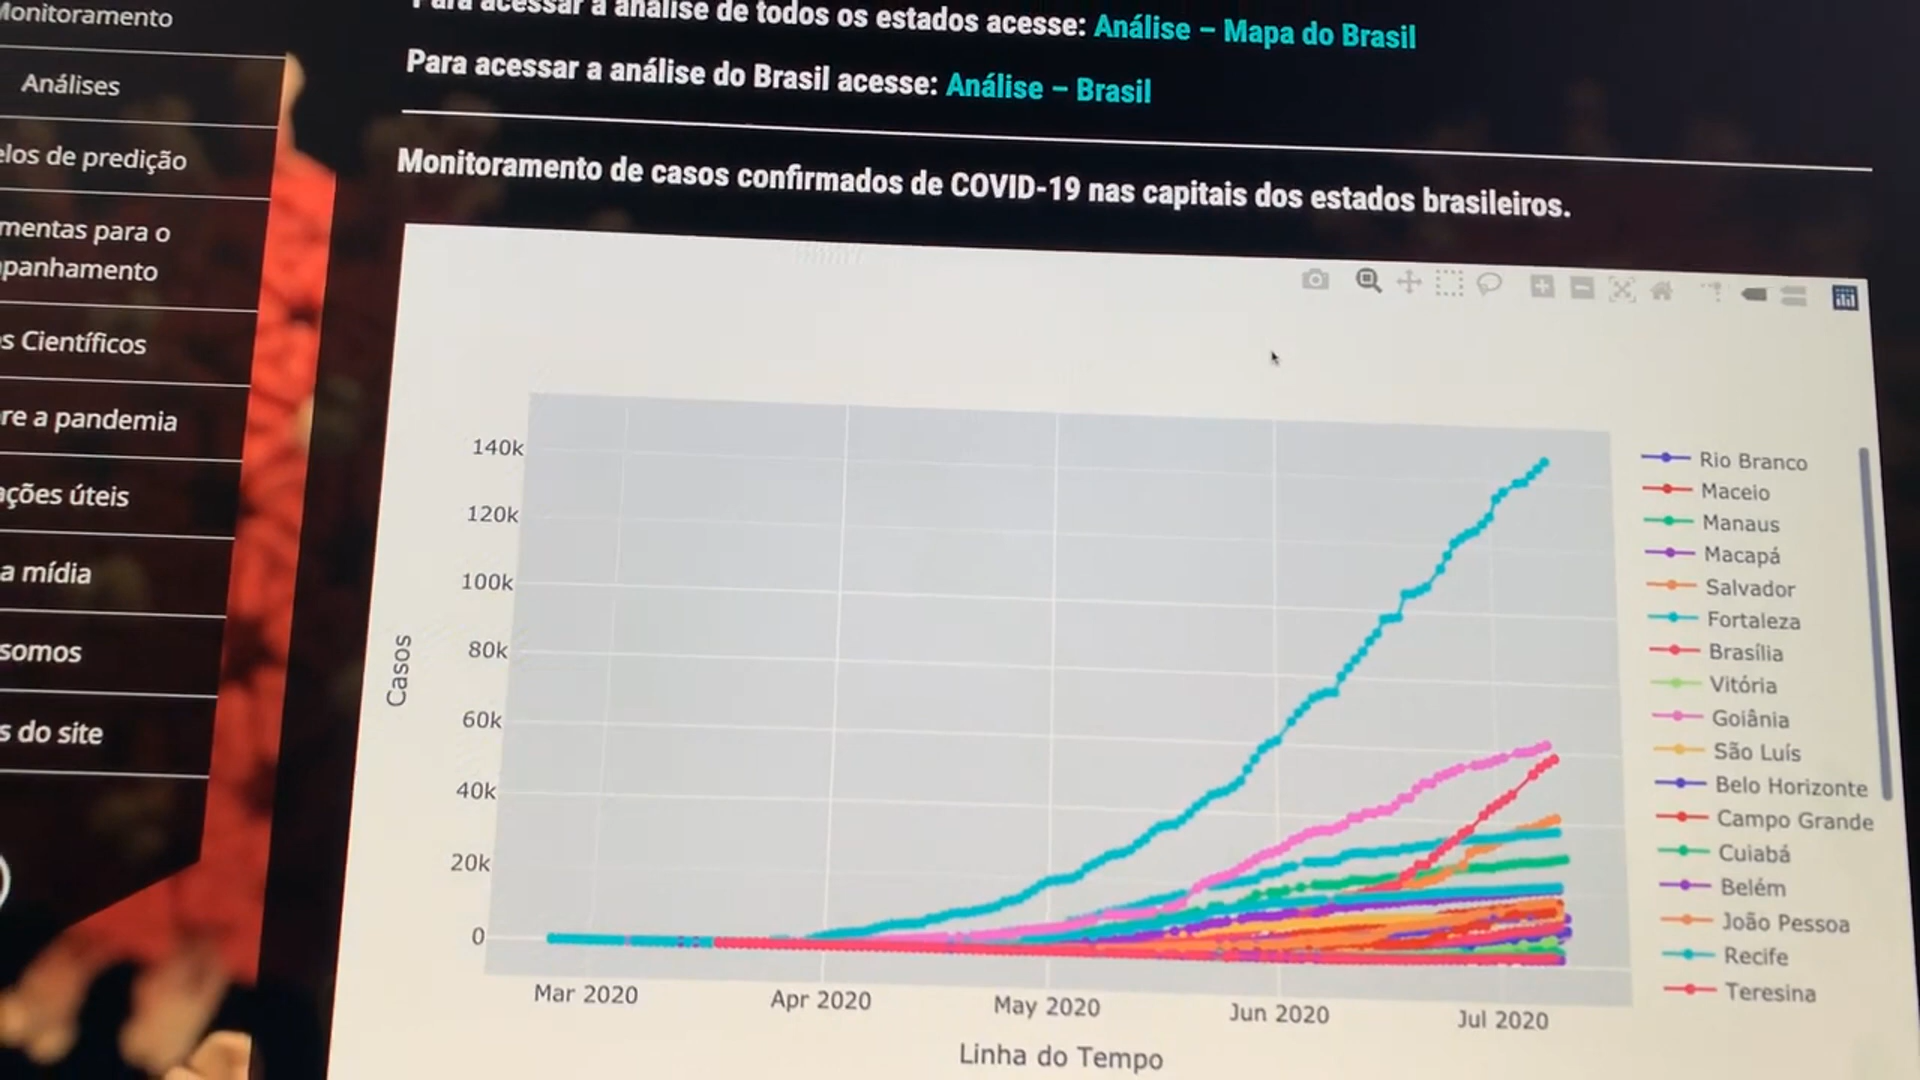 Monitoramento
Análises
elos de predição
mentas para o
panhamento
s Científicos
re a pandemia
ações úteis
a mídia
somos
s do site
Para acessar a análise de todos os estados acesse: Análise – Mapa do Brasil
Para acessar a análise do Brasil acesse: Análise – Brasil
Monitoramento de casos confirmados de COVID-19 nas capitais dos estados brasileiros.
140k
120k
100k
80k
60k
40k
20k
0
Casos
Mar 2020
Apr 2020
May 2020
Jun 2020
Jul 2020
Linha do Tempo
Rio Branco
Maceio
Manaus
Macapá
Salvador
Fortaleza
Brasília
Vitória
Goiânia
São Luís
Belo Horizonte
Campo Grande
Cuiabá
Belém
João Pessoa
Recife
Teresina